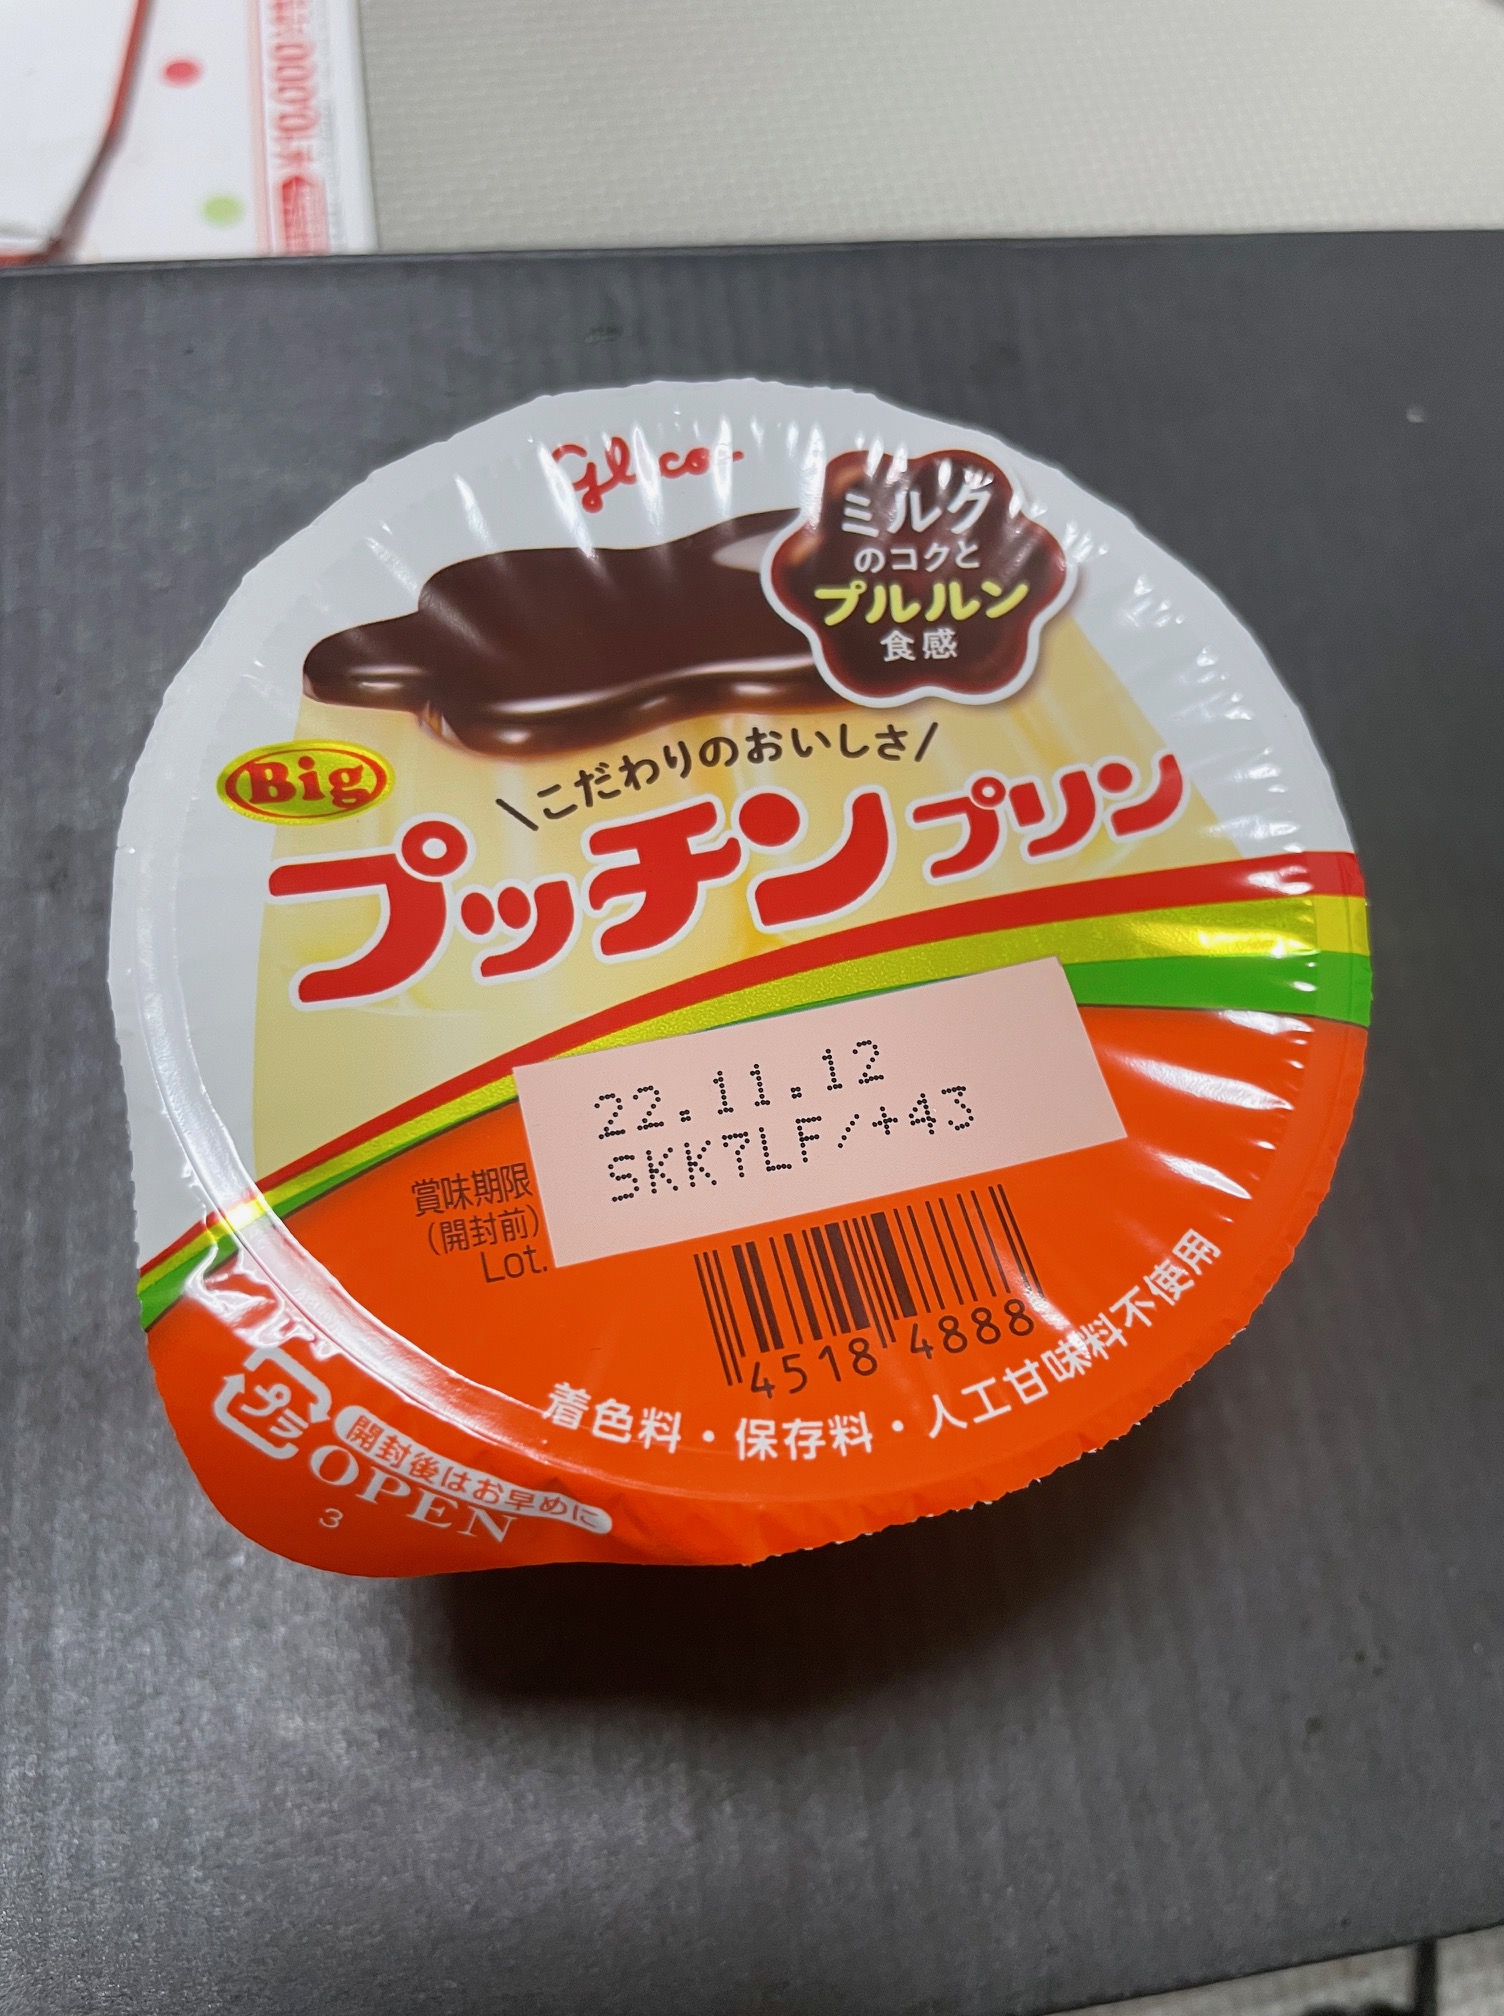 Glico
ミルク
のコクと
プルルン
食感
Big
\こだわりのおいしさ/
プッチンプリン
22.11.12
SKK7LF/+43
賞味期限
(開封前)
Lot.
4518 4888
着色料・保存料・人工甘味料不使用
プラ
開封後はお早めに
OPEN
3